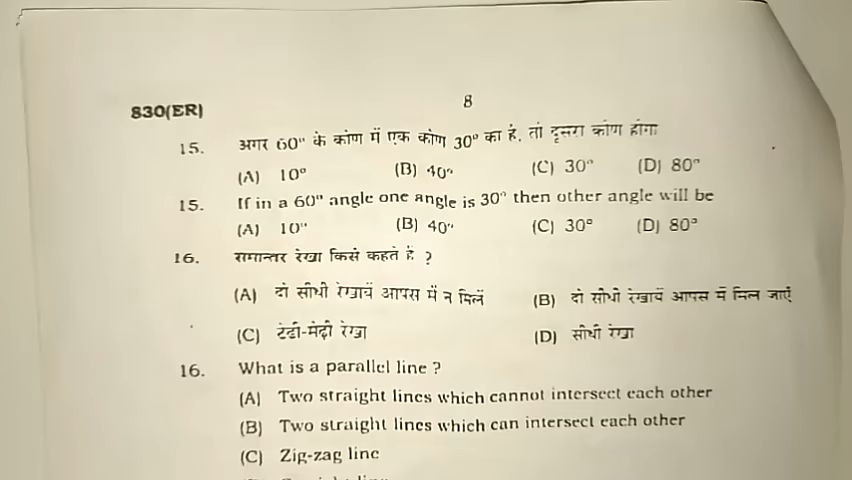 830(ER)
8
15. अगर 60° के कोण में एक कोण 30° का है, तो दूसरा कोण होगा
(A) 10° (B) 40° (C) 30° (D) 80°
15. If in a 60° angle one angle is 30° then other angle will be
(A) 10° (B) 40° (C) 30° (D) 80°
16. समान्तर रेखा किसे कहते हैं ?
(A) दो सीधी रेखायें आपस में न मिलें (B) दो सीधी रेखायें आपस में मिल जाएँ
(C) टेढ़ी-मेढ़ी रेखा (D) सीधी रेखा
16. What is a parallel line ?
(A) Two straight lines which cannot intersect each other
(B) Two straight lines which can intersect each other
(C) Zig-zag line